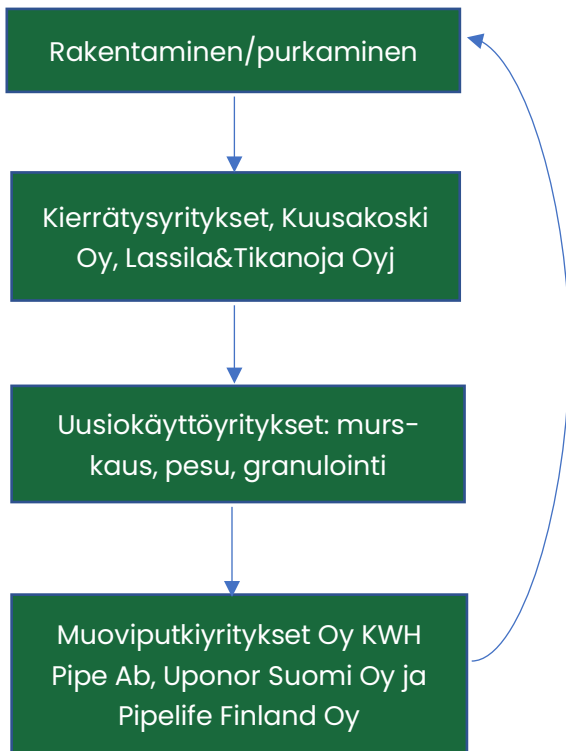 Rakentaminen/purkaminen
Kierrätysyritykset, Kuusakoski
Oy, Lassila&Tikanoja Oyj
Uusiokäyttöyritykset: murs-
kaus, pesu, granulointi
Muoviputkiyritykset Oy KWH
Pipe Ab, Uponor Suomi Oy ja
Pipelife Finland Oy